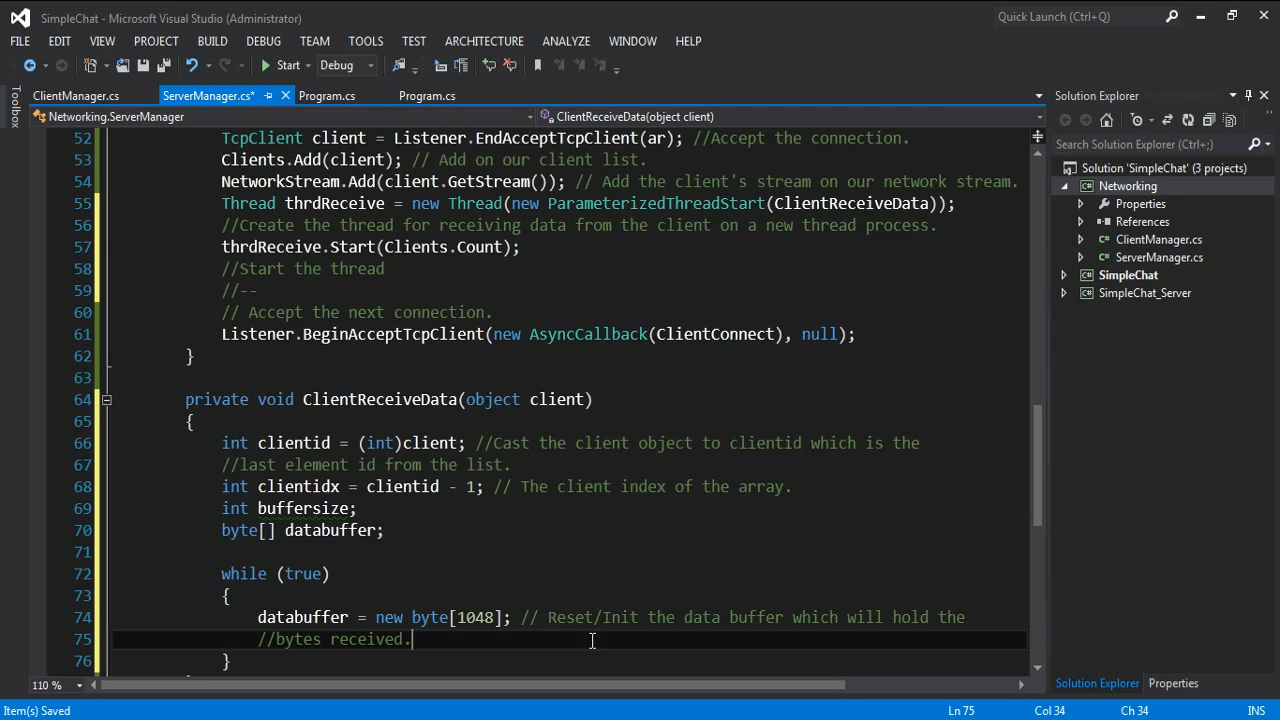 SimpleChat - Microsoft Visual Studio (Administrator)
Quick Launch (Ctrl+Q)
FILE EDIT VIEW PROJECT BUILD DEBUG TEAM TOOLS TEST ARCHITECTURE ANALYZE WINDOW HELP
Start Debug
Toolbox
ClientManager.cs ServerManager.cs* Program.cs Program.cs
Networking.ServerManager ClientReceiveData(object client)
52 TcpClient client = Listener.EndAcceptTcpClient(ar); //Accept the connection.
53 Clients.Add(client); // Add on our client list.
54 NetworkStream.Add(client.GetStream()); // Add the client's stream on our network stream.
55 Thread thrdReceive = new Thread(new ParameterizedThreadStart(ClientReceiveData));
56 //Create the thread for receiving data from the client on a new thread process.
57 thrdReceive.Start(Clients.Count);
58 //Start the thread
59 //--
60 // Accept the next connection.
61 Listener.BeginAcceptTcpClient(new AsyncCallback(ClientConnect), null);
62 }
63
64 private void ClientReceiveData(object client)
65 {
66 int clientid = (int)client; //Cast the client object to clientid which is the
67 //last element id from the list.
68 int clientidx = clientid - 1; // The client index of the array.
69 int buffersize;
70 byte[] databuffer;
71
72 while (true)
73 {
74 databuffer = new byte[1048]; // Reset/Init the data buffer which will hold the
75 //bytes received.
76 }
110 %
Solution Explorer
Search Solution Explorer (Ctrl+;)
Solution 'SimpleChat' (3 projects)
Networking
Properties
References
ClientManager.cs
ServerManager.cs
SimpleChat
SimpleChat_Server
Solution Explorer Properties
Item(s) Saved Ln 75 Col 34 Ch 34 INS